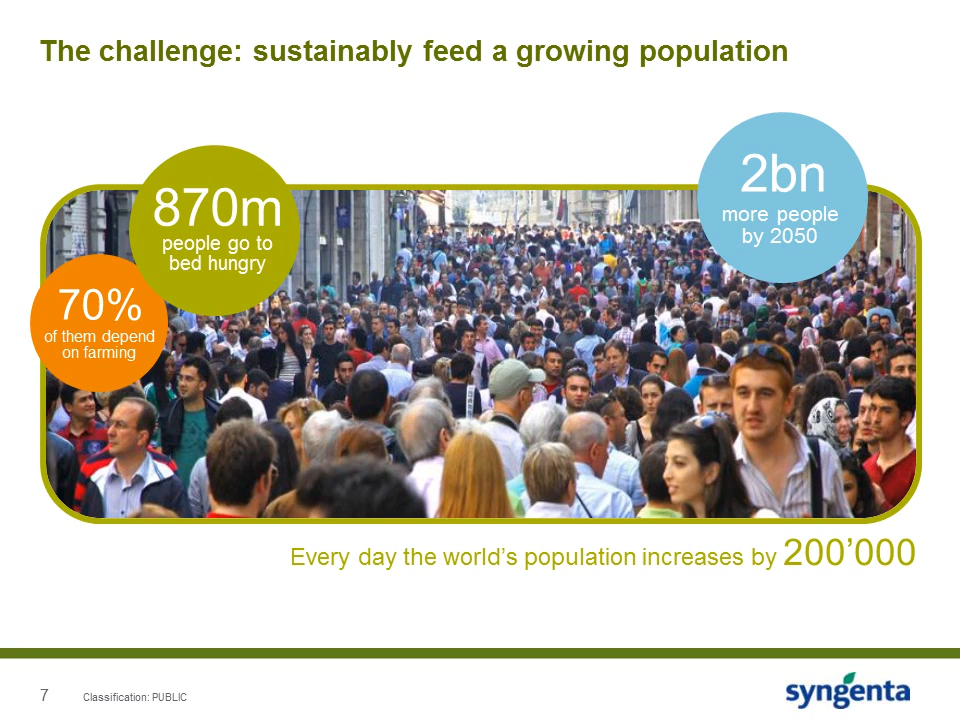 The challenge: sustainably feed a growing population
870m
people go to
bed hungry
70%
of them depend
on farming
2bn
more people
by 2050
Every day the world’s population increases by 200’000
7 Classification: PUBLIC
syngenta